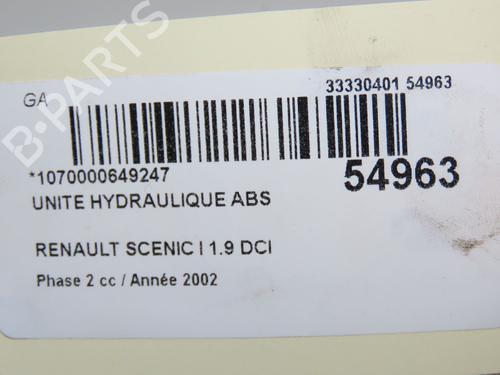 GA
33330401 54963
B-PARTS
*1070000649247
54963
UNITE HYDRAULIQUE ABS
RENAULT SCENIC I 1.9 DCI
Phase 2 cc / Année 2002